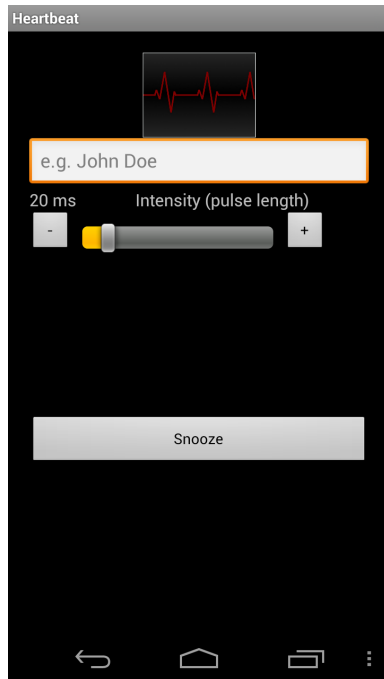 Heartbeat
e.g. John Doe
20 ms Intensity (pulse length)
- +
Snooze